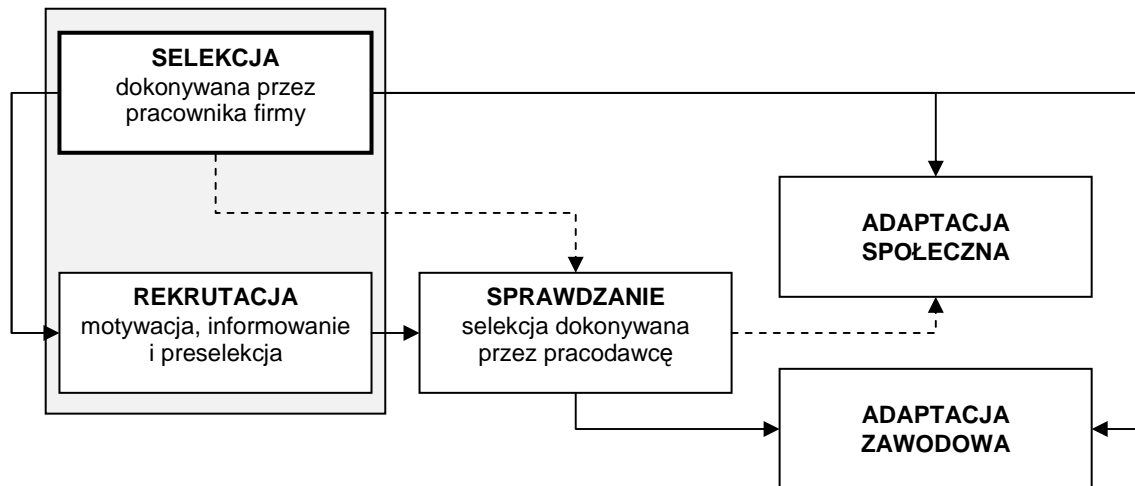 SELEKCJA
dokonywana przez
pracownika firmy
ADAPTACJA
SPOŁECZNA
REKRUTACJA
motywacja, informowanie
i preselekcja
SPRAWDZANIE
selekcja dokonywana
przez pracodawcę
ADAPTACJA
ZAWODOWA